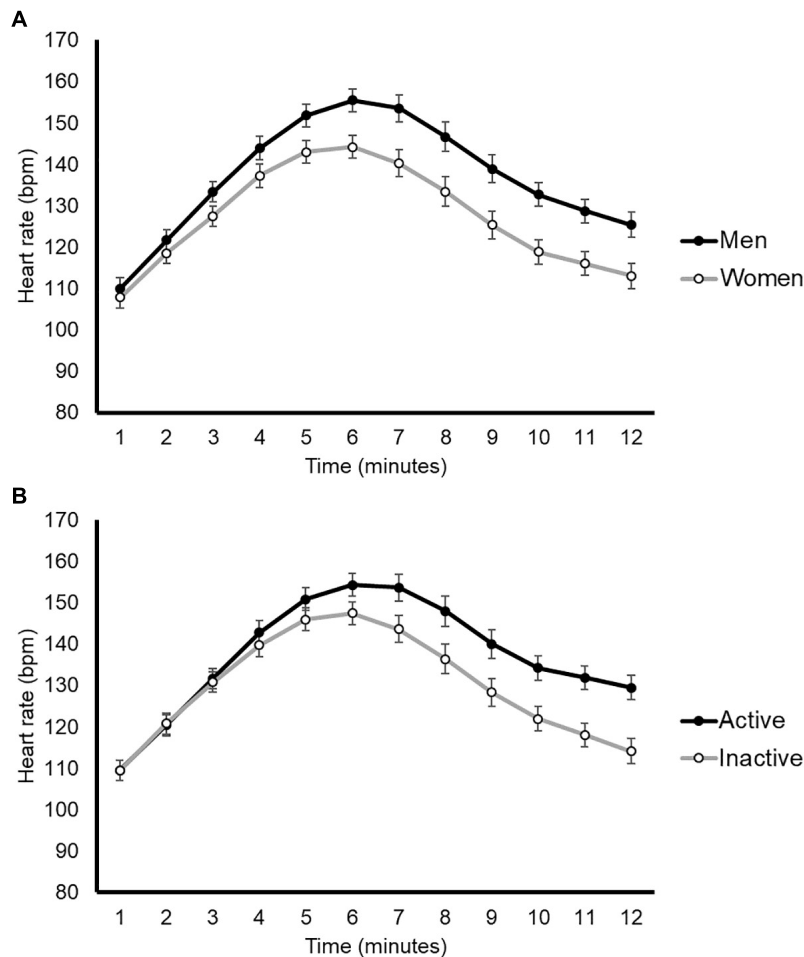 A
170
160
150
140
130
120
110
100
90
80
Heart rate (bpm)
1 2 3 4 5 6 7 8 9 10 11 12
Time (minutes)
Men
Women
B
170
160
150
140
130
120
110
100
90
80
Heart rate (bpm)
1 2 3 4 5 6 7 8 9 10 11 12
Time (minutes)
Active
Inactive